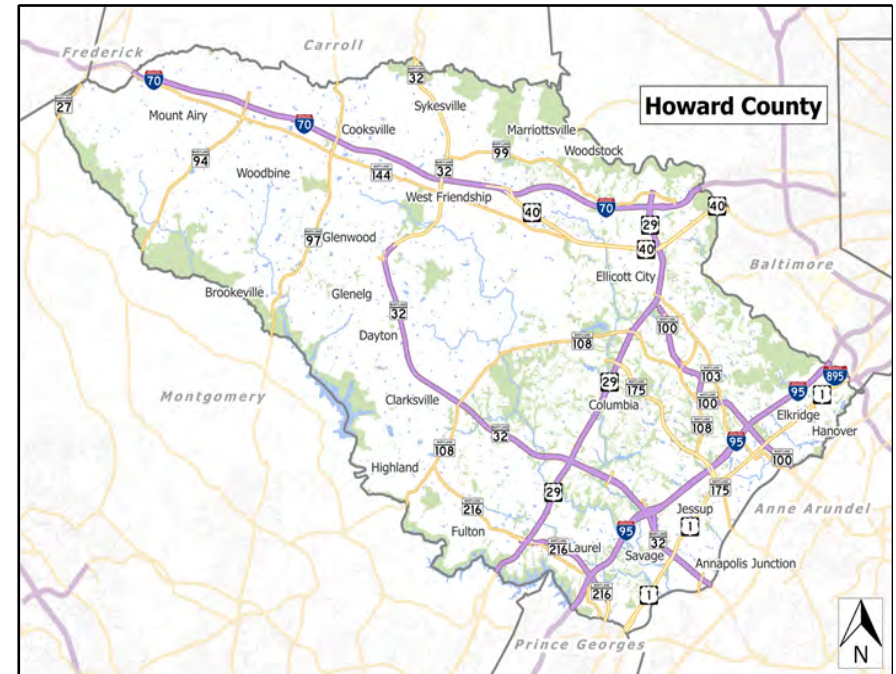 Frederick
Carroll
32
70
27
Sykesville
Howard County
Mount Airy
70
Cooksville
Marriottsville
99
Woodstock
94
Woodbine
144
32
West Friendship
40
70
40
29
97
Glenwood
40
Baltimore
Ellicott City
Brookeville
Glenelg
32
Dayton
100
108
103
895
Montgomery
29
175
95
1
Clarksville
Columbia
100
Elkridge
108
Hanover
32
95
108
100
Highland
175
29
Anne Arundel
216
Jessup
Fulton
95
1
216
Laurel
32
Savage
Annapolis Junction
216
1
Prince Georges
N